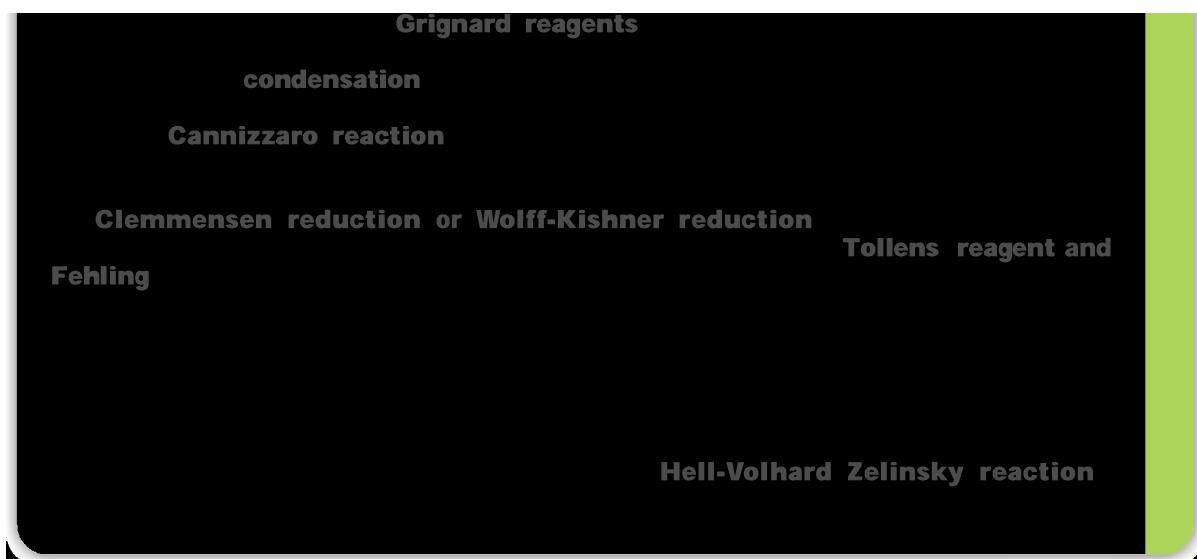 Grignard reagents
condensation
Cannizzaro reaction
Clemmensen reduction or Wolff-Kishner reduction
Tollens reagent and
Fehling
Hell-Volhard Zelinsky reaction